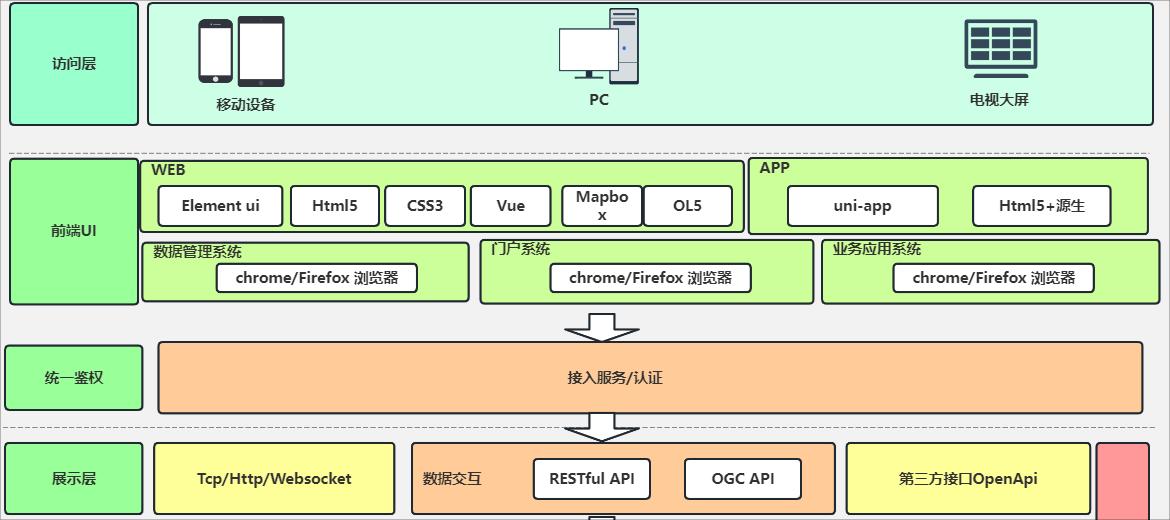 访问层
移动设备
PC
电视大屏
前端UI
WEB
Element ui
Html5
CSS3
Vue
Mapbo
x
OL5
APP
uni-app
Html5+原生
数据管理系统
chrome/Firefox 浏览器
门户系统
chrome/Firefox 浏览器
业务应用系统
chrome/Firefox 浏览器
统一鉴权
接入服务/认证
展示层
Tcp/Http/Websocket
数据交互
RESTful API
OGC API
第三方接口OpenApi